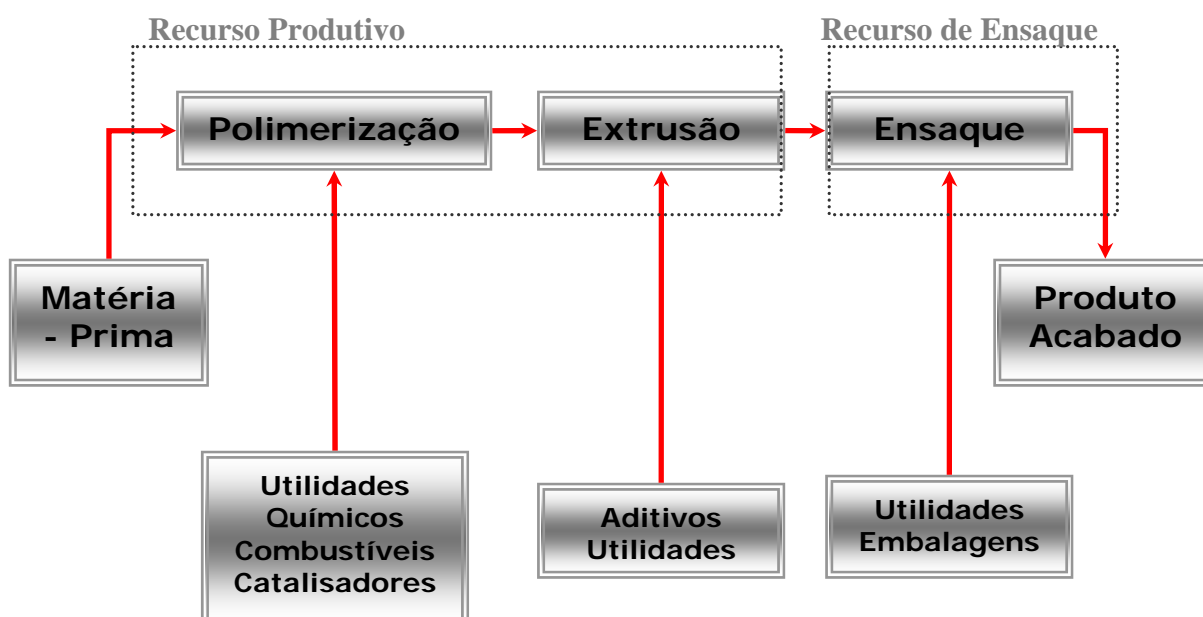 Recurso Produtivo
Recurso de Ensaque
Polimerização
Extrusão
Ensaque
Matéria
- Prima
Produto
Acabado
Utilidades
Químicos
Combustíveis
Catalisadores
Aditivos
Utilidades
Utilidades
Embalagens